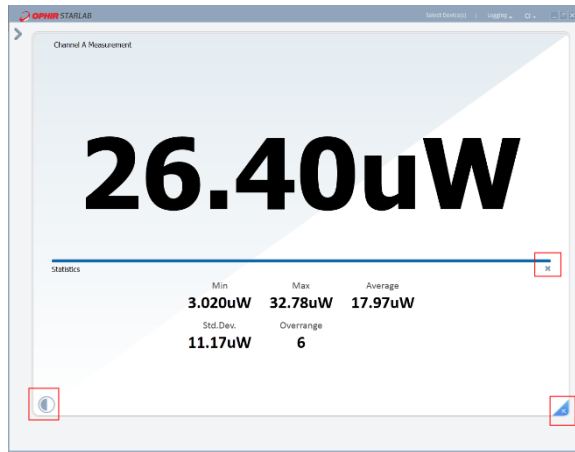 OPHIR STARLAB
Select Device(s) | Logging
Channel A Measurement
26.40uW
Statistics
Min Max Average
3.020uW 32.78uW 17.97uW
Std.Dev. Overrange
11.17uW 6